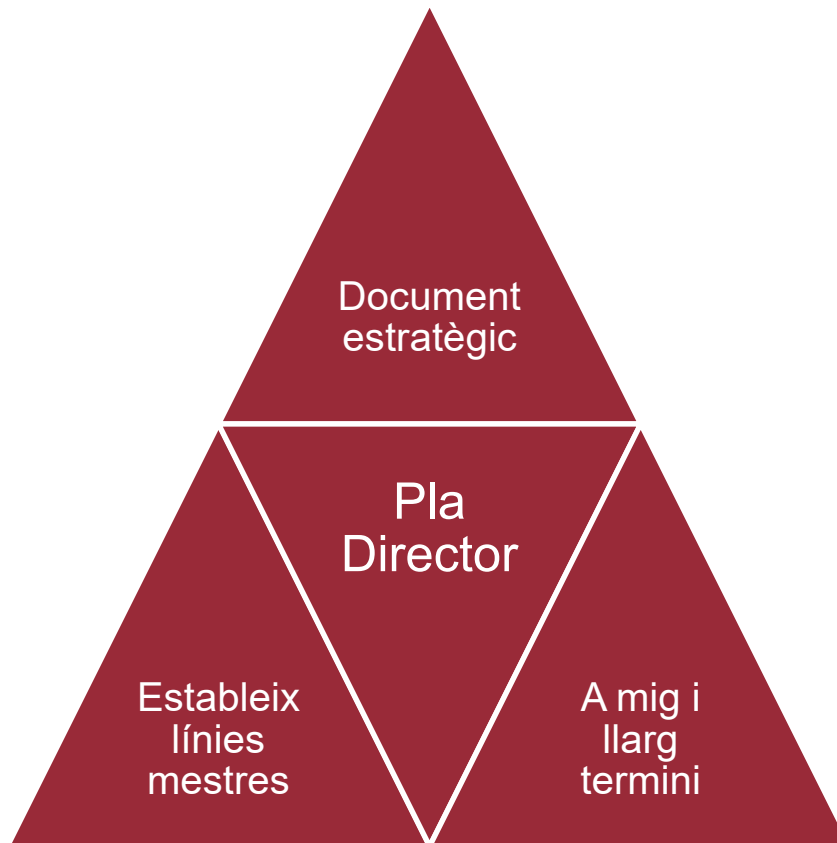 Document
estratègic
Pla
Director
Estableix
línies
mestres
A mig i
llarg
termini